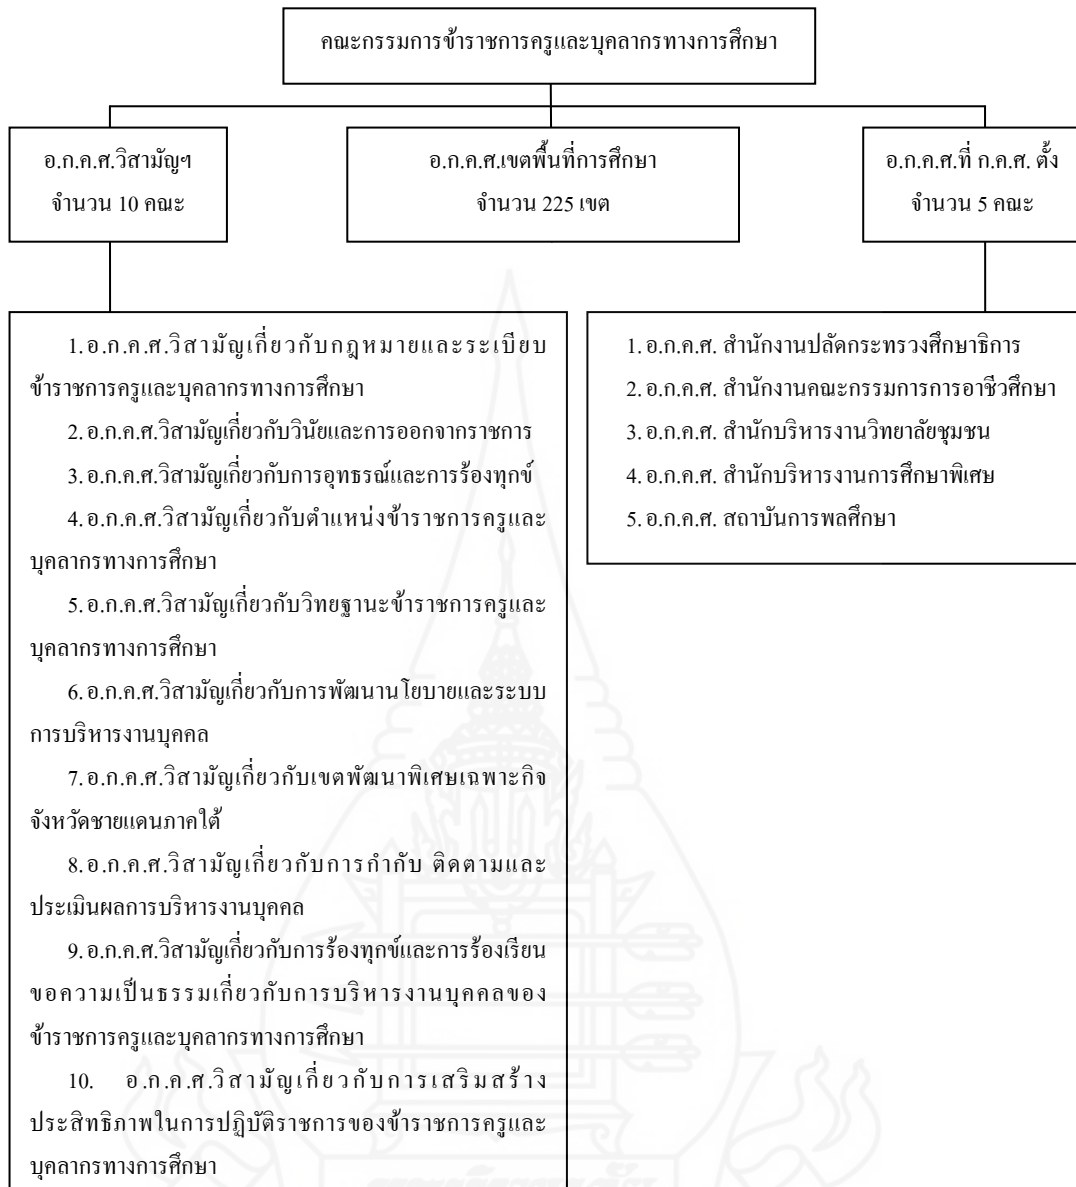 คณะกรรมการข้าราชการครูและบุคลากรทางการศึกษา
อ.ก.ค.ศ.วิสามัญฯ
จำนวน 10 คณะ
อ.ก.ค.ศ.เขตพื้นที่การศึกษา
จำนวน 225 เขต
อ.ก.ค.ศ.ที่ ก.ค.ศ. ตั้ง
จำนวน 5 คณะ
1. อ.ก.ค.ศ.วิสามัญเกี่ยวกับกฎหมายและระเบียบ
ข้าราชการครูและบุคลากรทางการศึกษา
2. อ.ก.ค.ศ.วิสามัญเกี่ยวกับวินัยและการออกจากราชการ
3. อ.ก.ค.ศ.วิสามัญเกี่ยวกับการอุทธรณ์และการร้องทุกข์
4. อ.ก.ค.ศ.วิสามัญเกี่ยวกับตำแหน่งข้าราชการครูและ
บุคลากรทางการศึกษา
5. อ.ก.ค.ศ.วิสามัญเกี่ยวกับวิทยฐานะข้าราชการครูและ
บุคลากรทางการศึกษา
6. อ.ก.ค.ศ.วิสามัญเกี่ยวกับการพัฒนานโยบายและระบบ
การบริหารงานบุคคล
7. อ.ก.ค.ศ.วิสามัญเกี่ยวกับเขตพัฒนาพิเศษเฉพาะกิจ
จังหวัดชายแดนภาคใต้
8. อ.ก.ค.ศ.วิสามัญเกี่ยวกับการกำกับ ติดตามและ
ประเมินผลการบริหารงานบุคคล
9. อ.ก.ค.ศ.วิสามัญเกี่ยวกับการร้องทุกข์และการร้องเรียน
ขอความเป็นธรรมเกี่ยวกับการบริหารงานบุคคลของ
ข้าราชการครูและบุคลากรทางการศึกษา
10. อ.ก.ค.ศ.วิสามัญเกี่ยวกับการเสริมสร้าง
ประสิทธิภาพในการปฏิบัติราชการของข้าราชการครูและ
บุคลากรทางการศึกษา
1. อ.ก.ค.ศ. สำนักงานปลัดกระทรวงศึกษาธิการ
2. อ.ก.ค.ศ. สำนักงานคณะกรรมการการอาชีวศึกษา
3. อ.ก.ค.ศ. สำนักบริหารงานวิทยาลัยชุมชน
4. อ.ก.ค.ศ. สำนักบริหารงานการศึกษาพิเศษ
5. อ.ก.ค.ศ. สถาบันการพลศึกษา